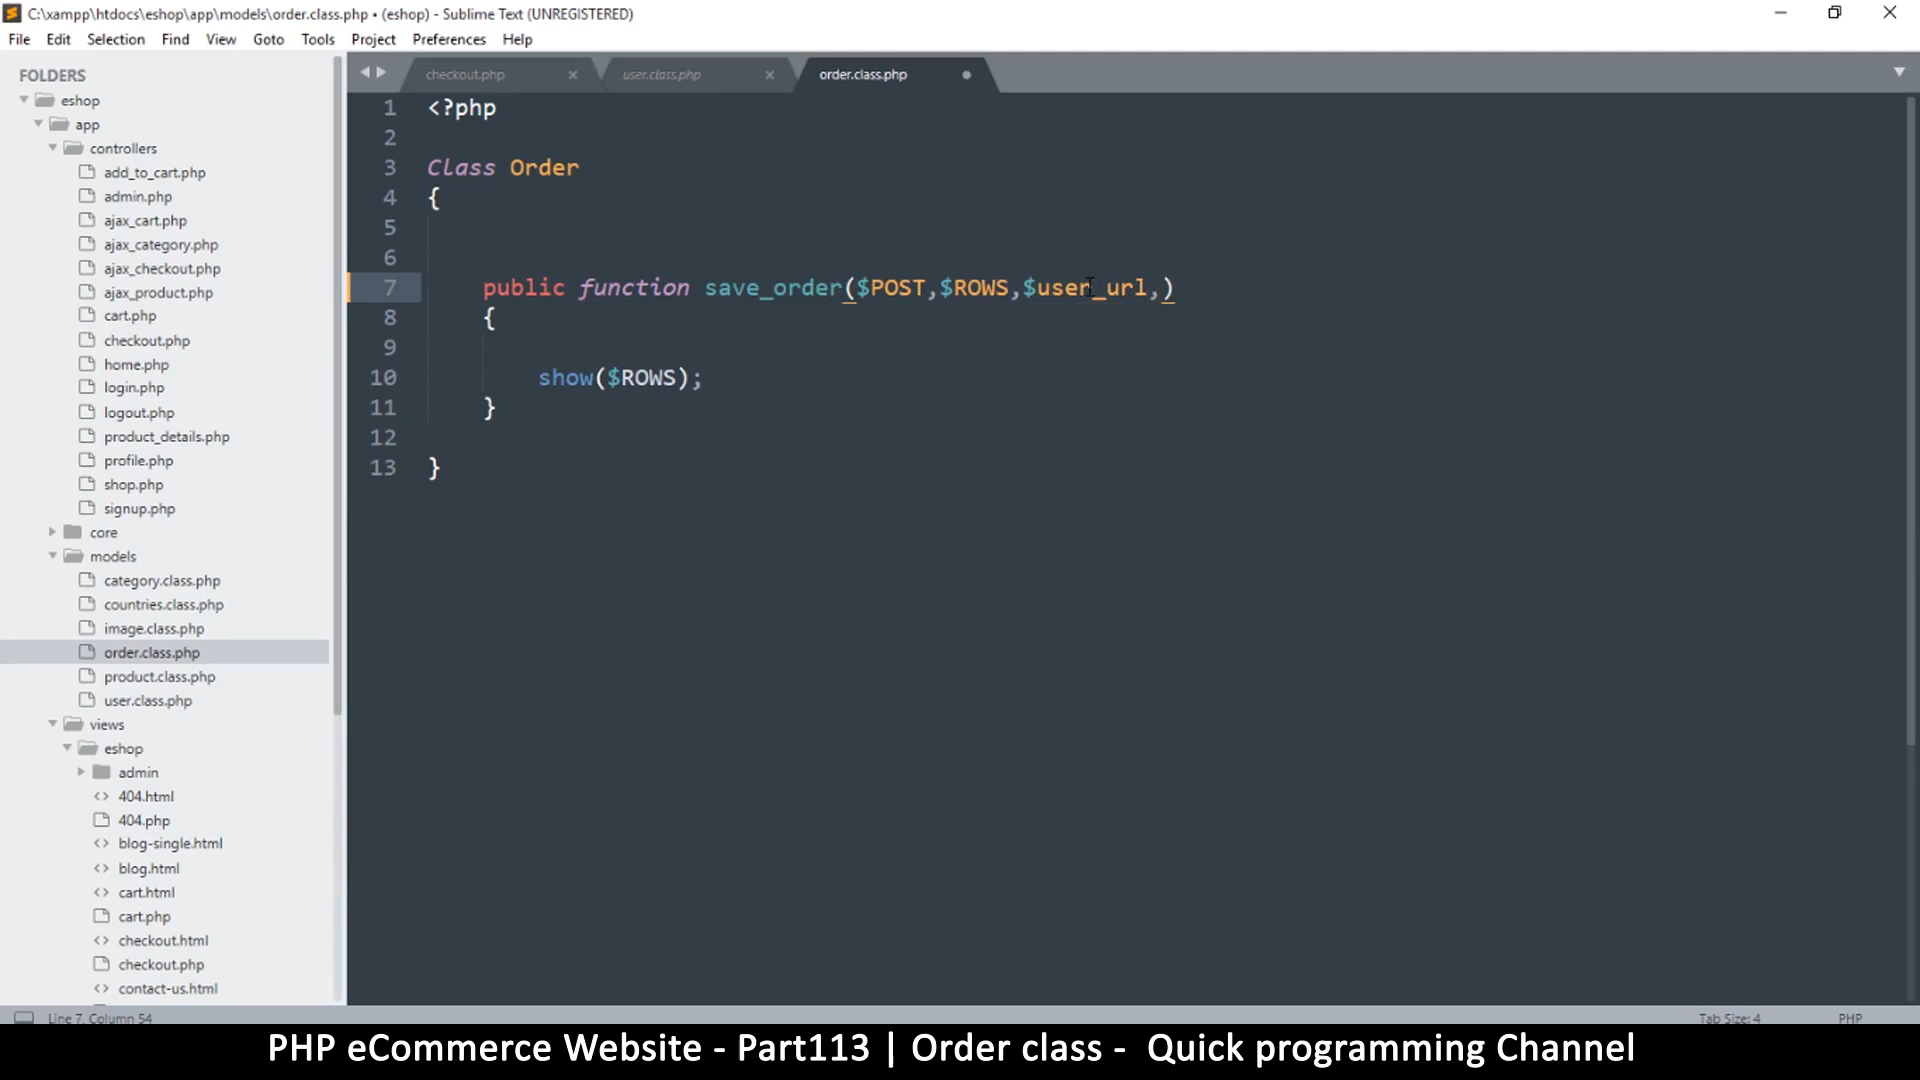 C:\xampp\htdocs\eshop\app\models\order.class.php • (eshop) - Sublime Text (UNREGISTERED)
File Edit Selection Find View Goto Tools Project Preferences Help
FOLDERS
eshop
app
controllers
add_to_cart.php
admin.php
ajax_cart.php
ajax_category.php
ajax_checkout.php
ajax_product.php
cart.php
checkout.php
home.php
login.php
logout.php
product_details.php
profile.php
shop.php
signup.php
core
models
category.class.php
countries.class.php
image.class.php
order.class.php
product.class.php
user.class.php
views
eshop
admin
404.html
404.php
blog-single.html
blog.html
cart.html
cart.php
checkout.html
checkout.php
contact-us.html
checkout.php user.class.php order.class.php
1 <?php
2
3 Class Order
4 {
5
6
7 public function save_order($POST,$ROWS,$user_url,)
8 {
9
10 show($ROWS);
11 }
12
13 }
Line 7, Column 54 Tab Size: 4 PHP
PHP eCommerce Website - Part113 | Order class - Quick programming Channel